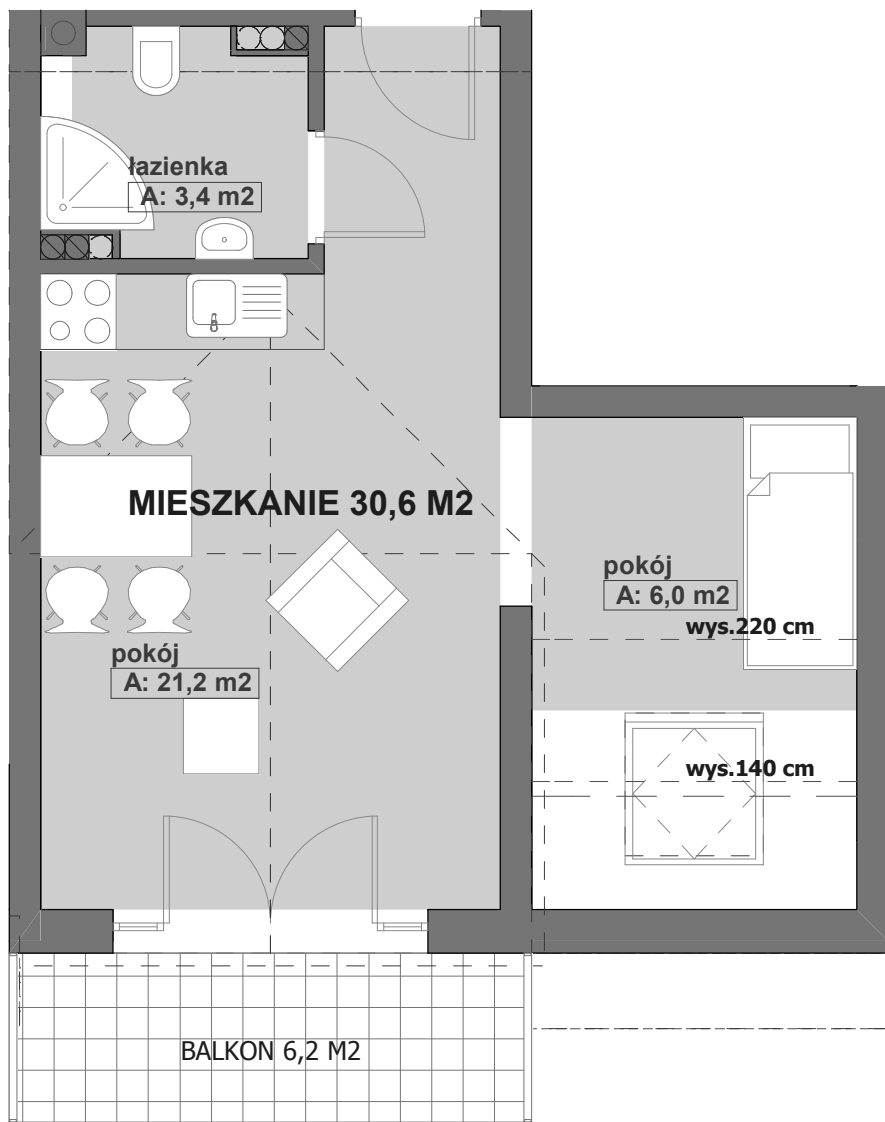 łazienka
A: 3,4 m2
MIESZKANIE 30,6 M2
pokój
A: 6,0 m2
wys.220 cm
pokój
A: 21,2 m2
wys.140 cm
BALKON 6,2 M2